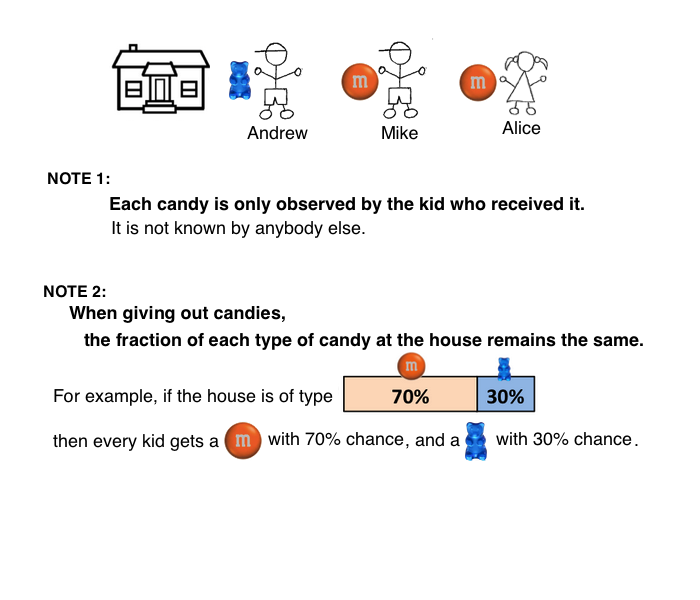 m m
Andrew Mike Alice
NOTE 1:
Each candy is only observed by the kid who received it.
It is not known by anybody else.
NOTE 2:
When giving out candies,
the fraction of each type of candy at the house remains the same.
m
For example, if the house is of type 70% 30%
then every kid gets a m with 70% chance, and a with 30% chance.